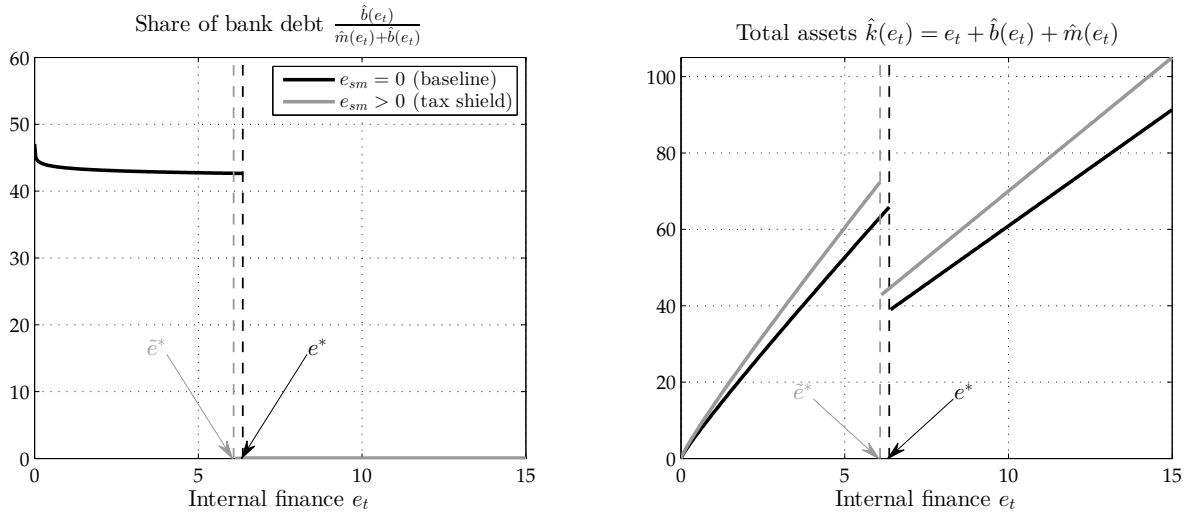 Share of bank debt b̂(e_t) / (m̂(e_t)+b̂(e_t))
60
50
40
30
20
10
0
e_sm = 0 (baseline)
e_sm > 0 (tax shield)
ẽ*
e*
0 5 10 15
Internal finance e_t
Total assets k̂(e_t) = e_t + b̂(e_t) + m̂(e_t)
100
80
60
40
20
0
ẽ*
e*
0 5 10 15
Internal finance e_t